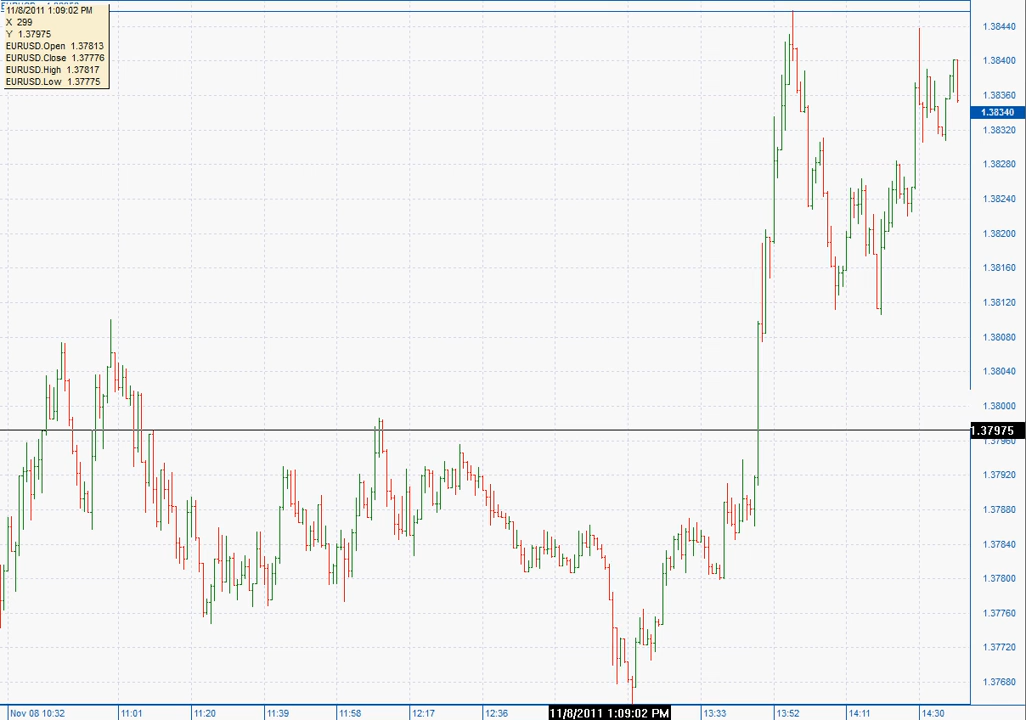 11/8/2011 1:09:02 PM
X 299
Y 1.37975
EURUSD.Open 1.37813
EURUSD.Close 1.37776
EURUSD.High 1.37817
EURUSD.Low 1.37775
1.38440
1.38400
1.38360
1.38340
1.38320
1.38280
1.38240
1.38200
1.38160
1.38120
1.38080
1.38040
1.38000
1.37975
1.37960
1.37920
1.37880
1.37840
1.37800
1.37760
1.37720
1.37680
Nov 08 10:32 11:01 11:20 11:39 11:58 12:17 12:36 11/8/2011 1:09:02 PM 13:33 13:52 14:11 14:30